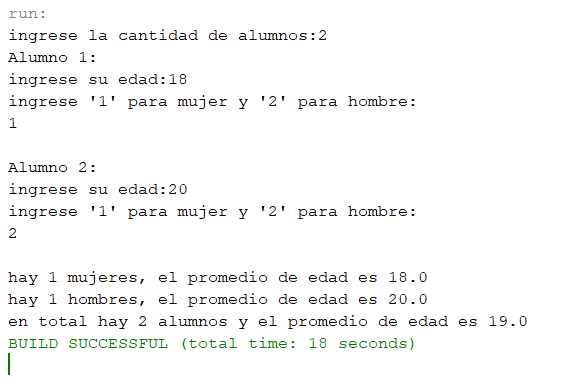 run:
ingrese la cantidad de alumnos:2
Alumno 1:
ingrese su edad:18
ingrese '1' para mujer y '2' para hombre:
1
Alumno 2:
ingrese su edad:20
ingrese '1' para mujer y '2' para hombre:
2
hay 1 mujeres, el promedio de edad es 18.0
hay 1 hombres, el promedio de edad es 20.0
en total hay 2 alumnos y el promedio de edad es 19.0
BUILD SUCCESSFUL (total time: 18 seconds)